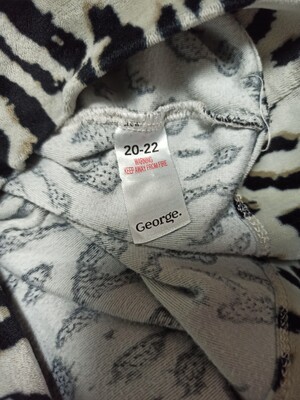 20-22
WARNING
KEEP AWAY FROM FIRE
George.